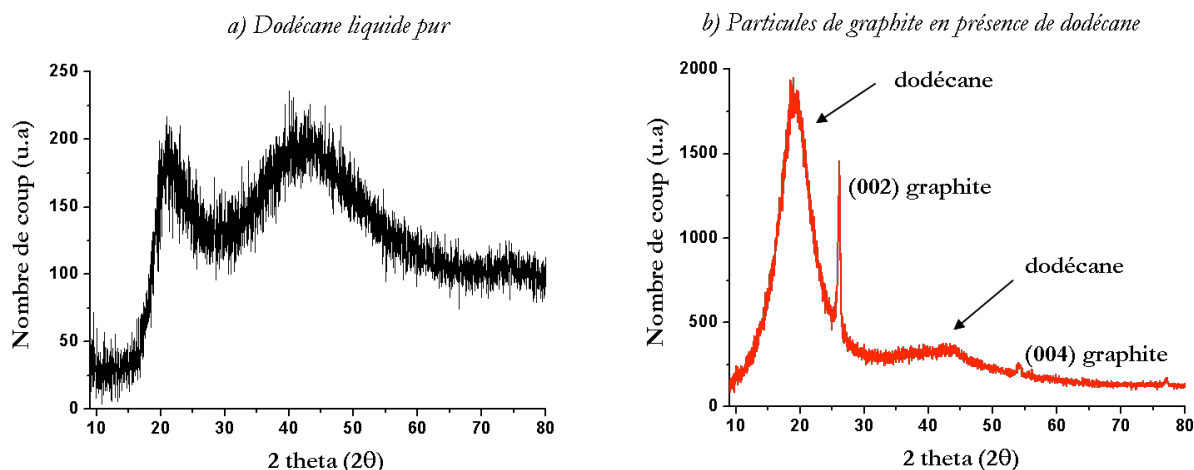 a) Dodécane liquide pur
250
200
150
100
50
0
10 20 30 40 50 60 70 80
Nombre de coup (u.a)
2 theta (2θ)
b) Particules de graphite en présence de dodécane
2000
1500
1000
500
0
10 20 30 40 50 60 70 80
Nombre de coup (u.a)
2 theta (2θ)
dodécane
(002) graphite
dodécane
(004) graphite